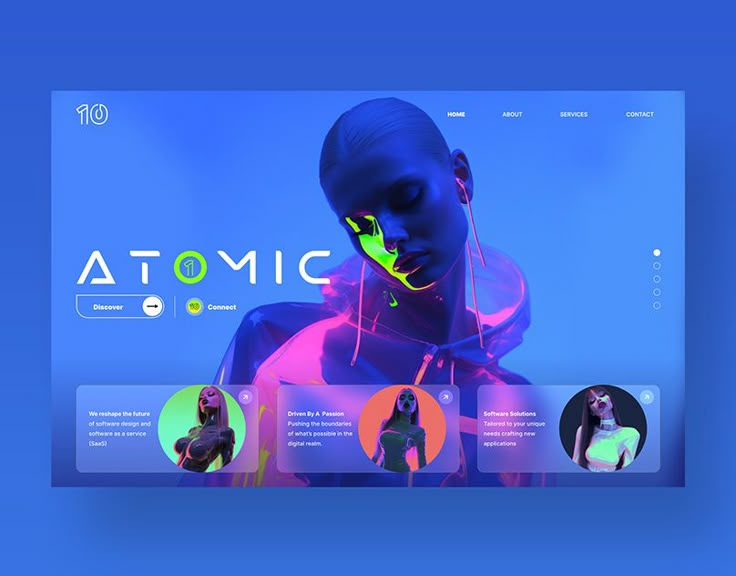 10
HOME
ABOUT
SERVICES
CONTACT
ATOMIC
Discover
Connect
We reshape the future
of software design and
software as a service
(SaaS)
Driven By A Passion
Pushing the boundaries
of what's possible in the
digital realm.
Software Solutions
Tailored to your unique
needs crafting new
applications